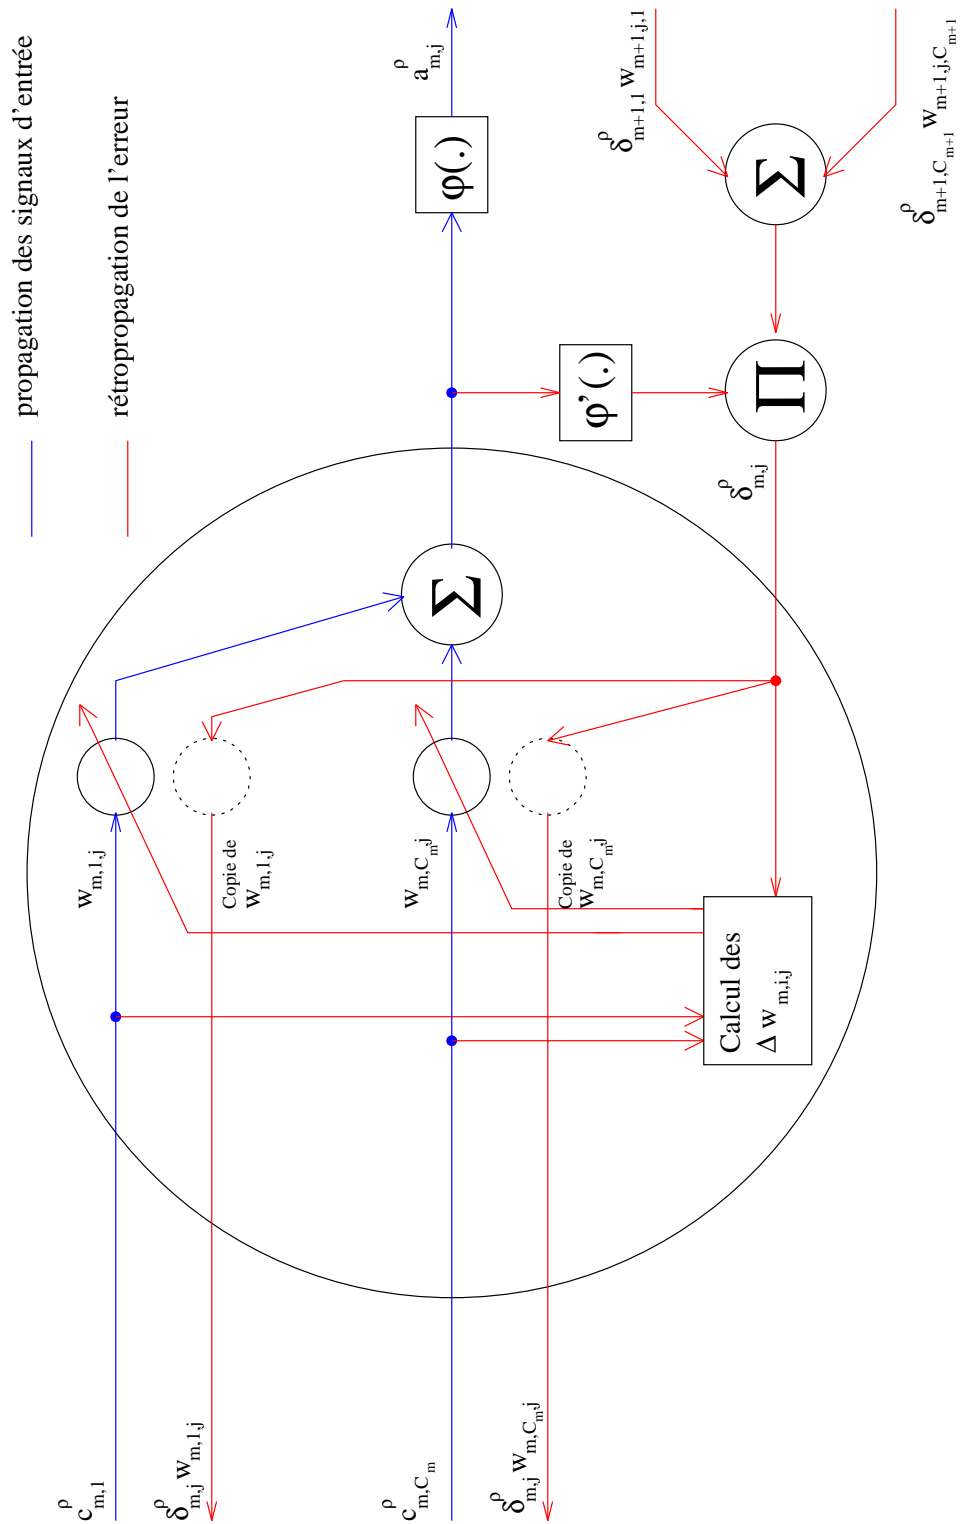 propagation des signaux d'entrée
rétropropagation de l'erreur
c^ρ_{m,1}
w_{m,1,j}
δ^ρ_{m,j} w_{m,1,j}
Copie de
w_{m,1,j}
c^ρ_{m,C_m}
w_{m,C_m,j}
Σ
φ(.)
a^ρ_{m,j}
δ^ρ_{m,j} w_{m,C_m,j}
Copie de
w_{m,C_m,j}
φ'(.)
δ^ρ_{m+1,1} w_{m+1,j,1}
Calcul des
Δ w_{m,i,j}
δ^ρ_{m,j}
Π
Σ
δ^ρ_{m+1,C_{m+1}} w_{m+1,j,C_{m+1}}